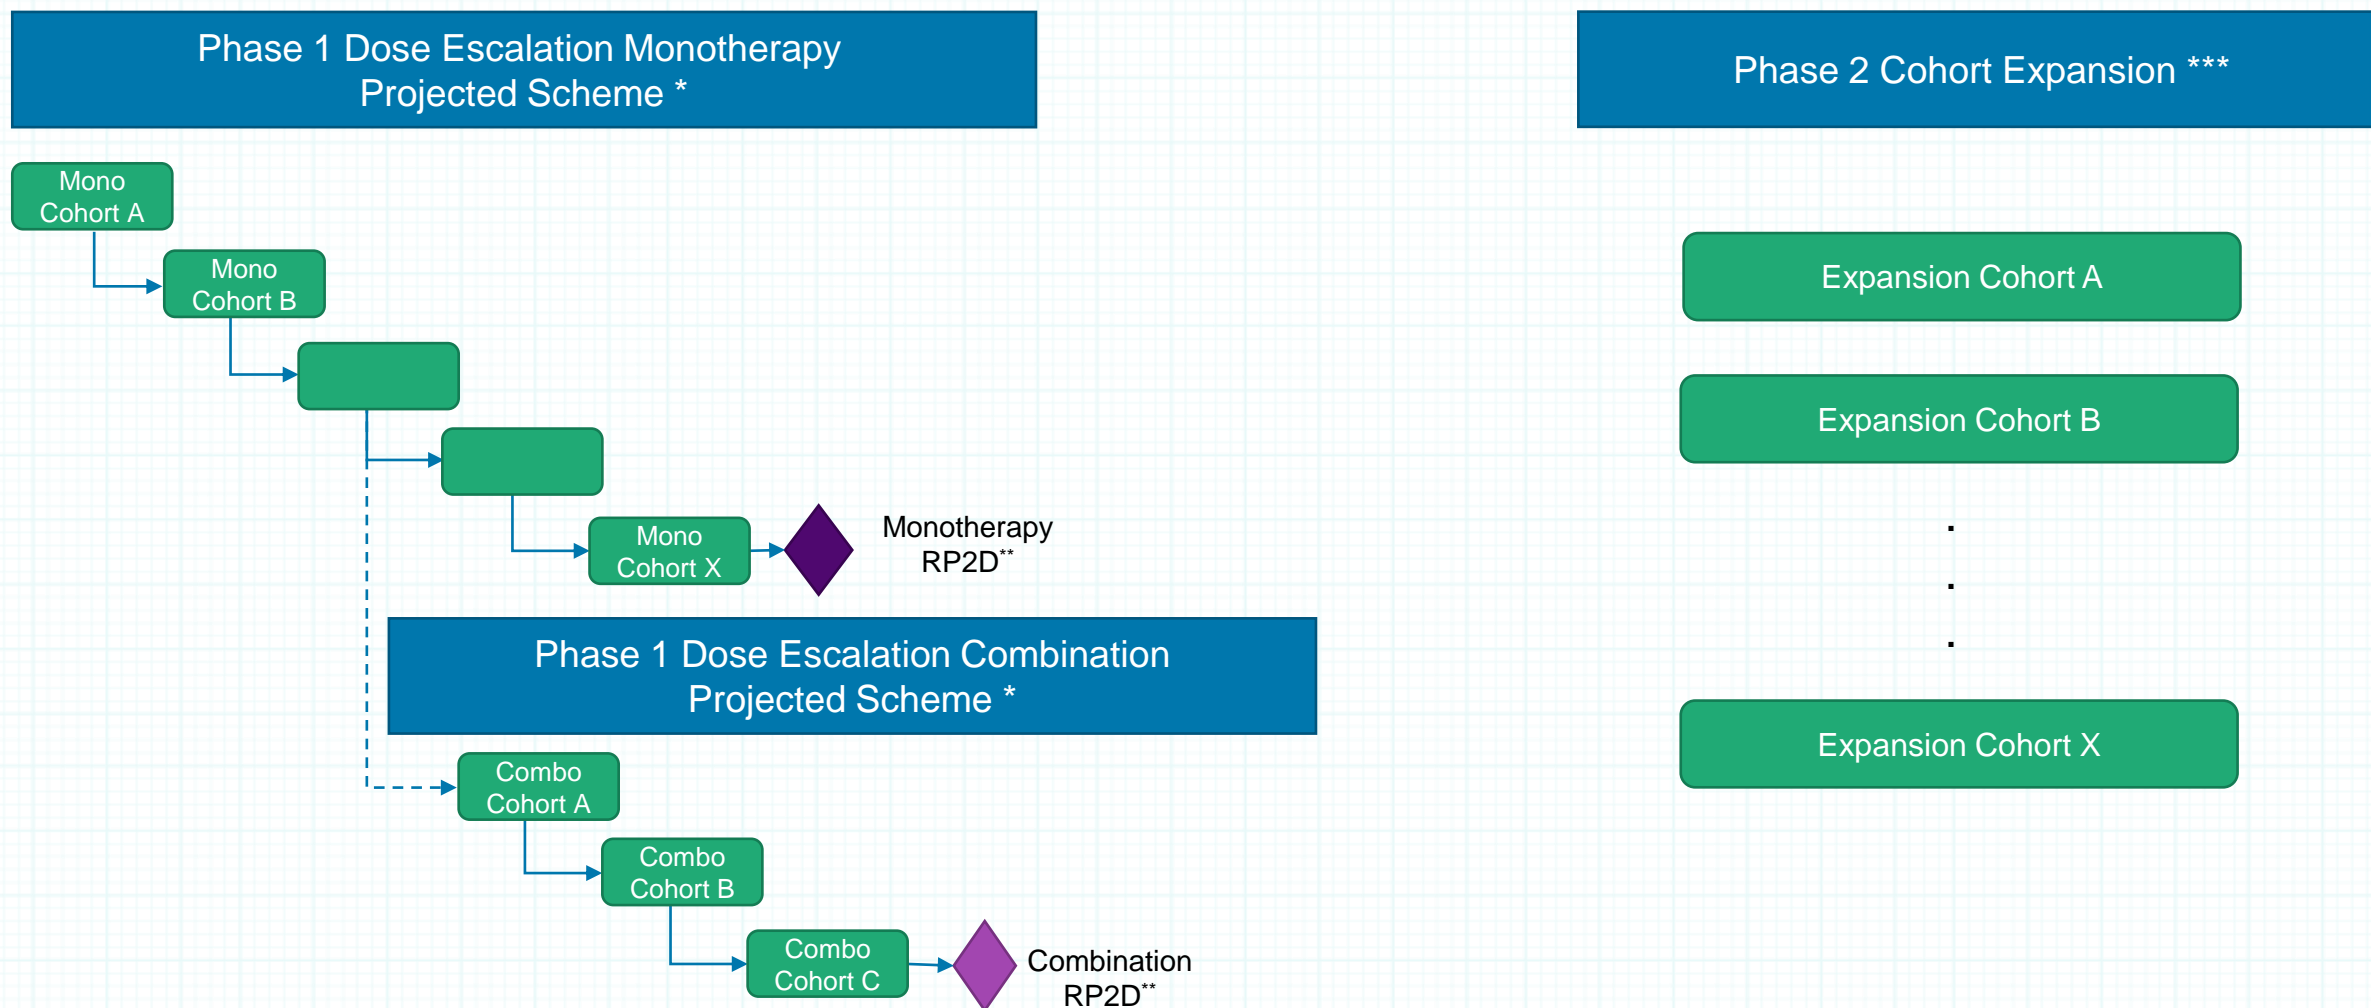 Phase 1 Dose Escalation Monotherapy
Projected Scheme *
Phase 2 Cohort Expansion ***
Mono
Cohort A
Mono
Cohort B
Mono
Cohort X
Monotherapy
RP2D**
Phase 1 Dose Escalation Combination
Projected Scheme *
Combo
Cohort A
Combo
Cohort B
Combo
Cohort C
Combination
RP2D**
Expansion Cohort A
Expansion Cohort B
.
.
.
Expansion Cohort X